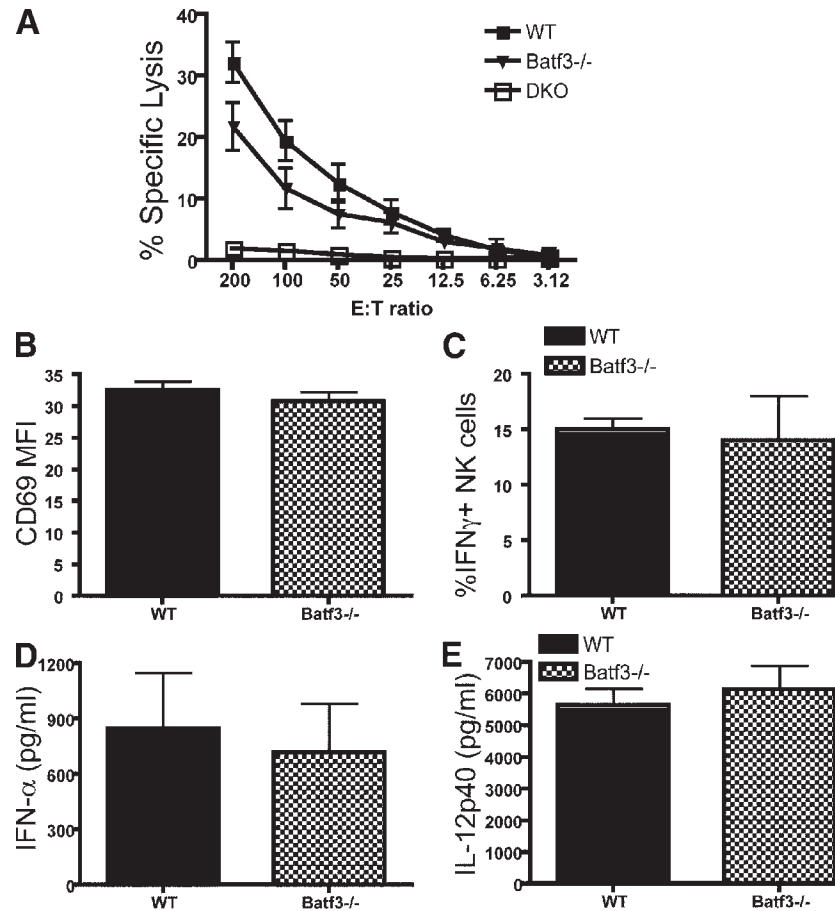 A
% Specific Lysis
40
30
20
10
0
200 100 50 25 12.5 6.25 3.12
E:T ratio
WT
Batf3-/-
DKO
B
CD69 MFI
35
30
25
20
15
10
5
0
WT Batf3-/-
C
WT
Batf3-/-
%IFNγ+ NK cells
20
15
10
5
0
WT Batf3-/-
D
IFN-α (pg/ml)
1200
900
600
300
0
WT Batf3-/-
E
WT
Batf3-/-
IL-12p40 (pg/ml)
7000
6000
5000
4000
3000
2000
1000
0
WT Batf3-/-